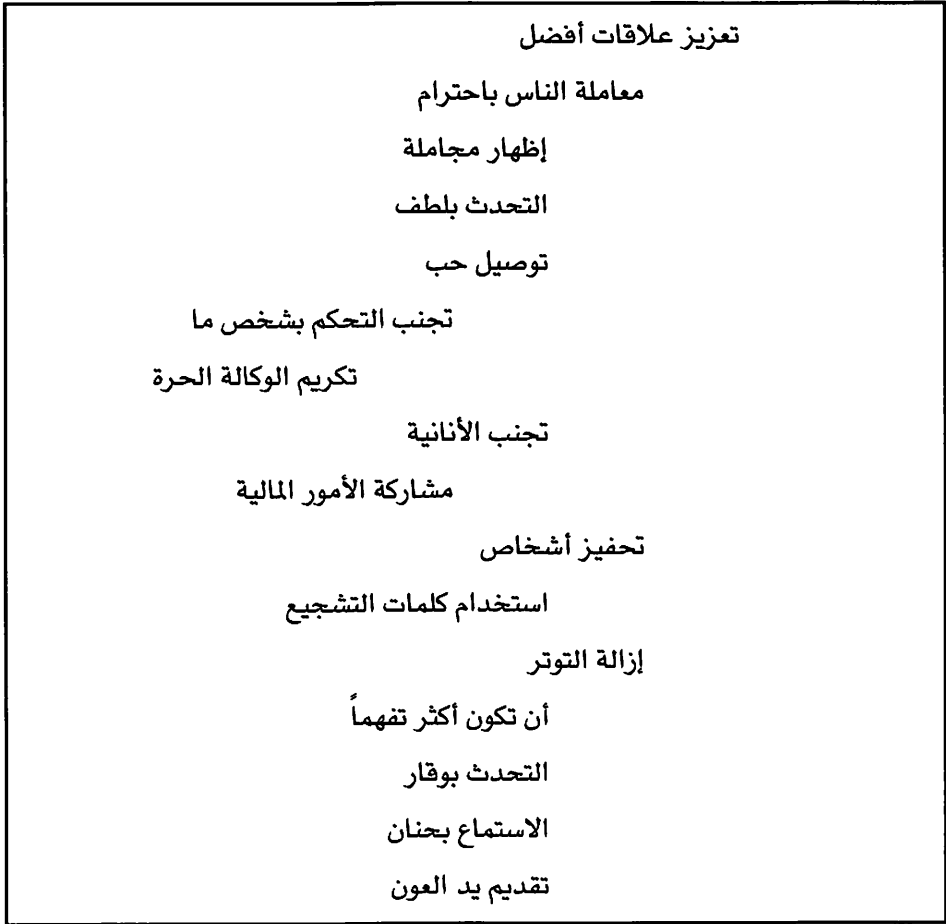 تعزيز علاقات أفضل
معاملة الناس باحترام
إظهار مجاملة
التحدث بلطف
توصيل حب
تجنب التحكم بشخص ما
تكريم الوكالة الحرة
تجنب الأنانية
مشاركة الأمور المالية
تحفيز أشخاص
استخدام كلمات التشجيع
إزالة التوتر
أن تكون أكثر تفهماً
التحدث بوقار
الاستماع بحنان
تقديم يد العون